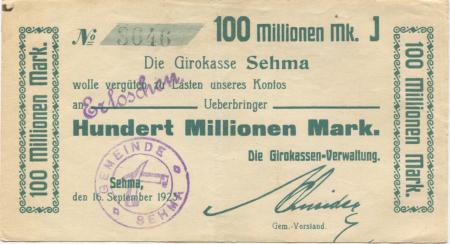 № 3046
100 Millionen Mk. J
Die Girokasse Sehma
wolle vergüten zu Lasten unseres Kontos
an Ueberbringer
Erloschen.
Hundert Millionen Mark.
Die Girokassen-Verwaltung.
Sehma,
den 16. September 1923
GEMEINDE
SEHMA
Gem.-Vorstand.
100 Millionen Mark.
100 Millionen Mark.